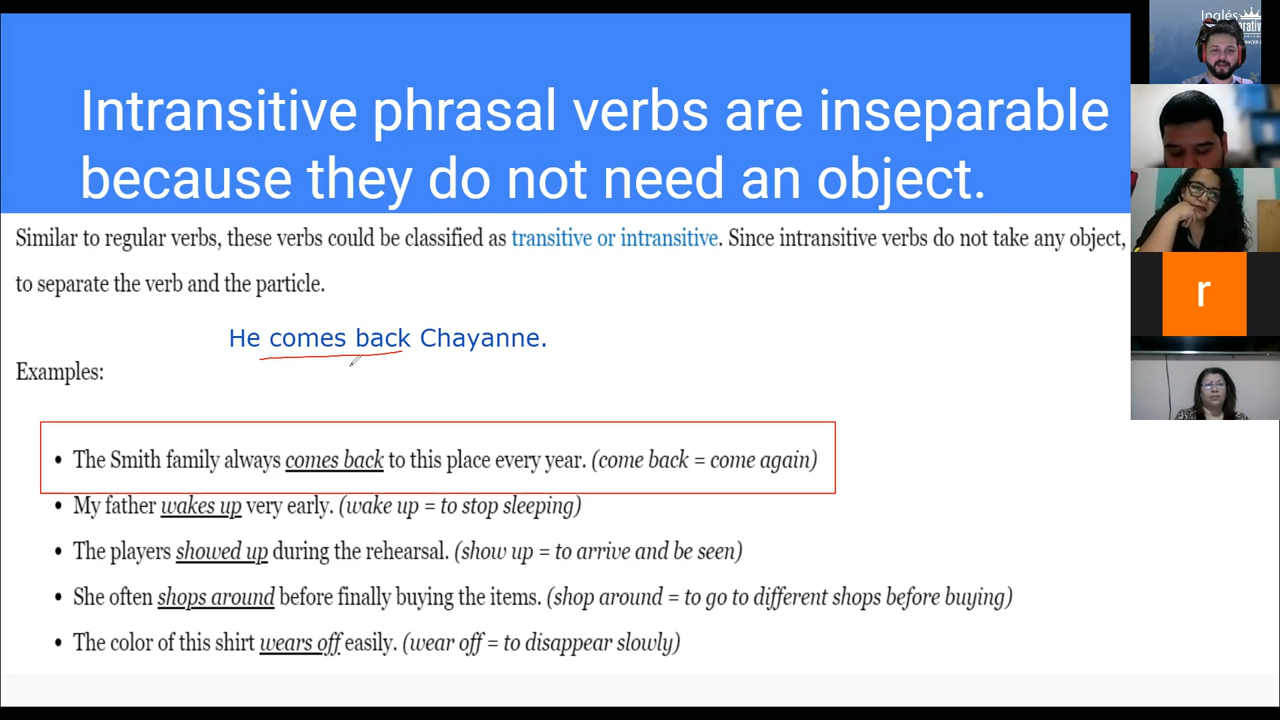 Intransitive phrasal verbs are inseparable
because they do not need an object.
Similar to regular verbs, these verbs could be classified as transitive or intransitive. Since intransitive verbs do not take any object,
to separate the verb and the particle.
He comes back Chayanne.
Examples:
• The Smith family always comes back to this place every year. (come back = come again)
• My father wakes up very early. (wake up = to stop sleeping)
• The players showed up during the rehearsal. (show up = to arrive and be seen)
• She often shops around before finally buying the items. (shop around = to go to different shops before buying)
• The color of this shirt wears off easily. (wear off = to disappear slowly)
Inglés
r